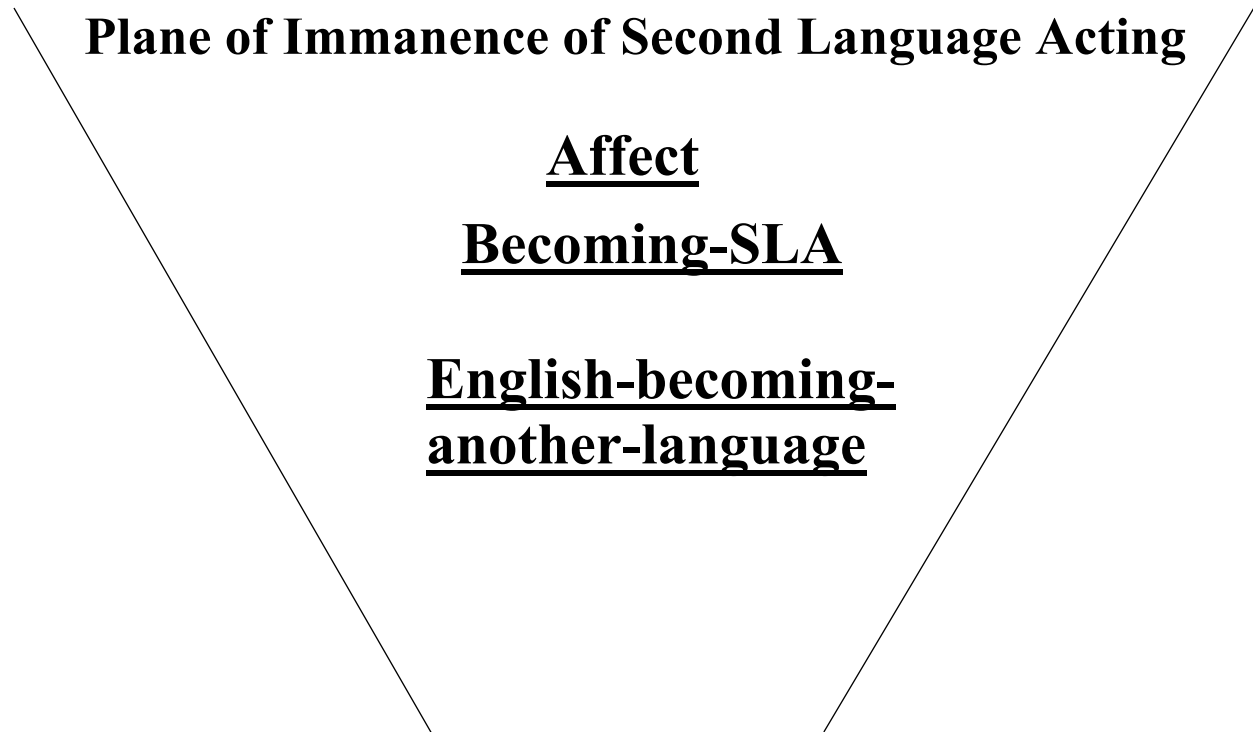 Plane of Immanence of Second Language Acting
Affect
Becoming-SLA
English-becoming-
another-language